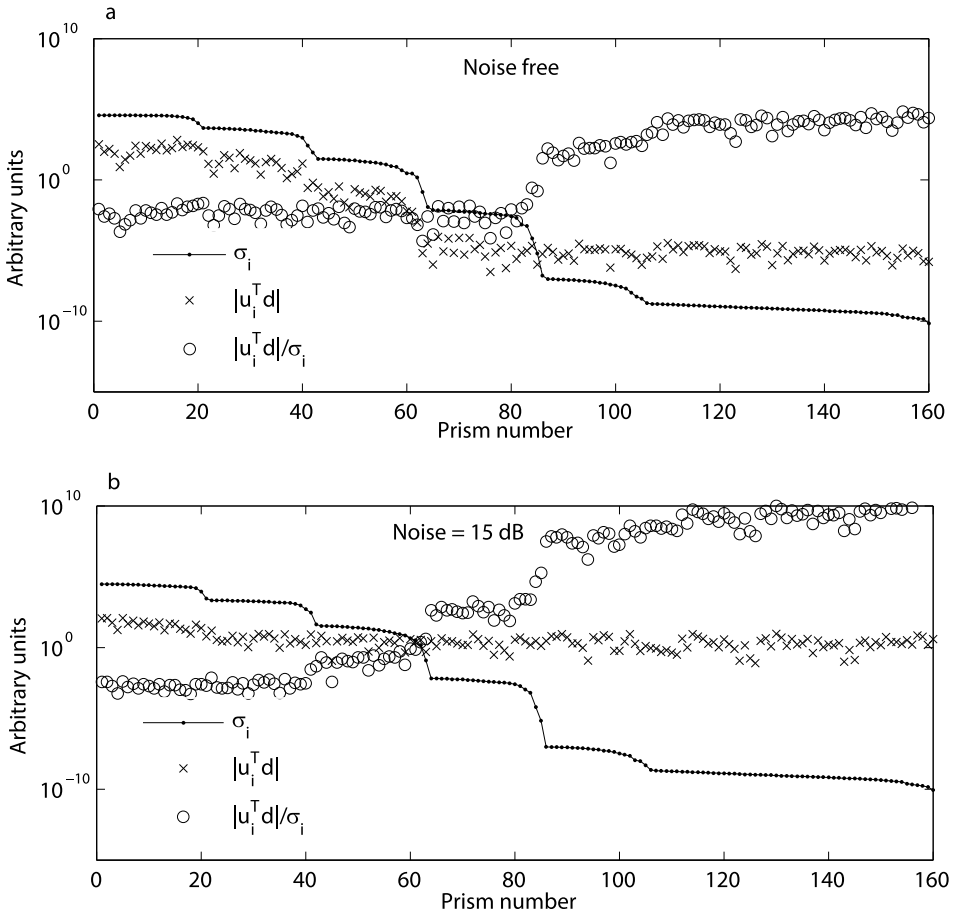 a
10^10
Noise free
10^0
Arbitrary units
σ_i
|u_i^T d|
10^-10
|u_i^T d|/σ_i
0 20 40 60 80 100 120 140 160
Prism number
b
10^10
Noise = 15 dB
10^0
Arbitrary units
σ_i
|u_i^T d|
10^-10
|u_i^T d|/σ_i
0 20 40 60 80 100 120 140 160
Prism number